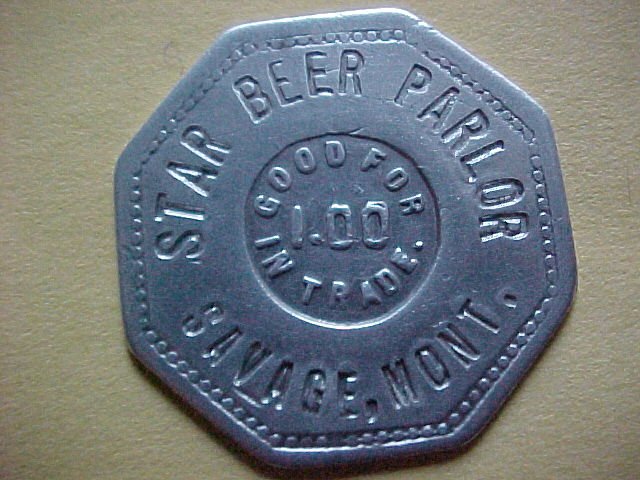 STAR BEER PARLOR
GOOD FOR
1.00
IN TRADE.
SAVAGE, MONT.